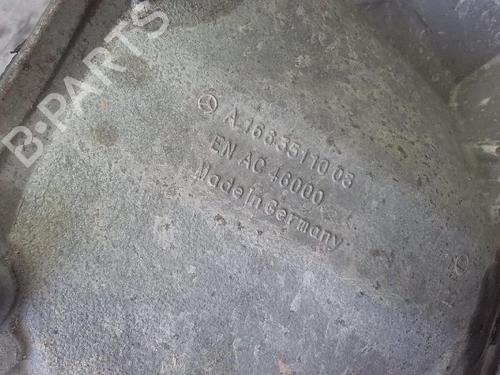 B-PARTS
A 166 351 10 08
EN AC 46000
Made in Germany